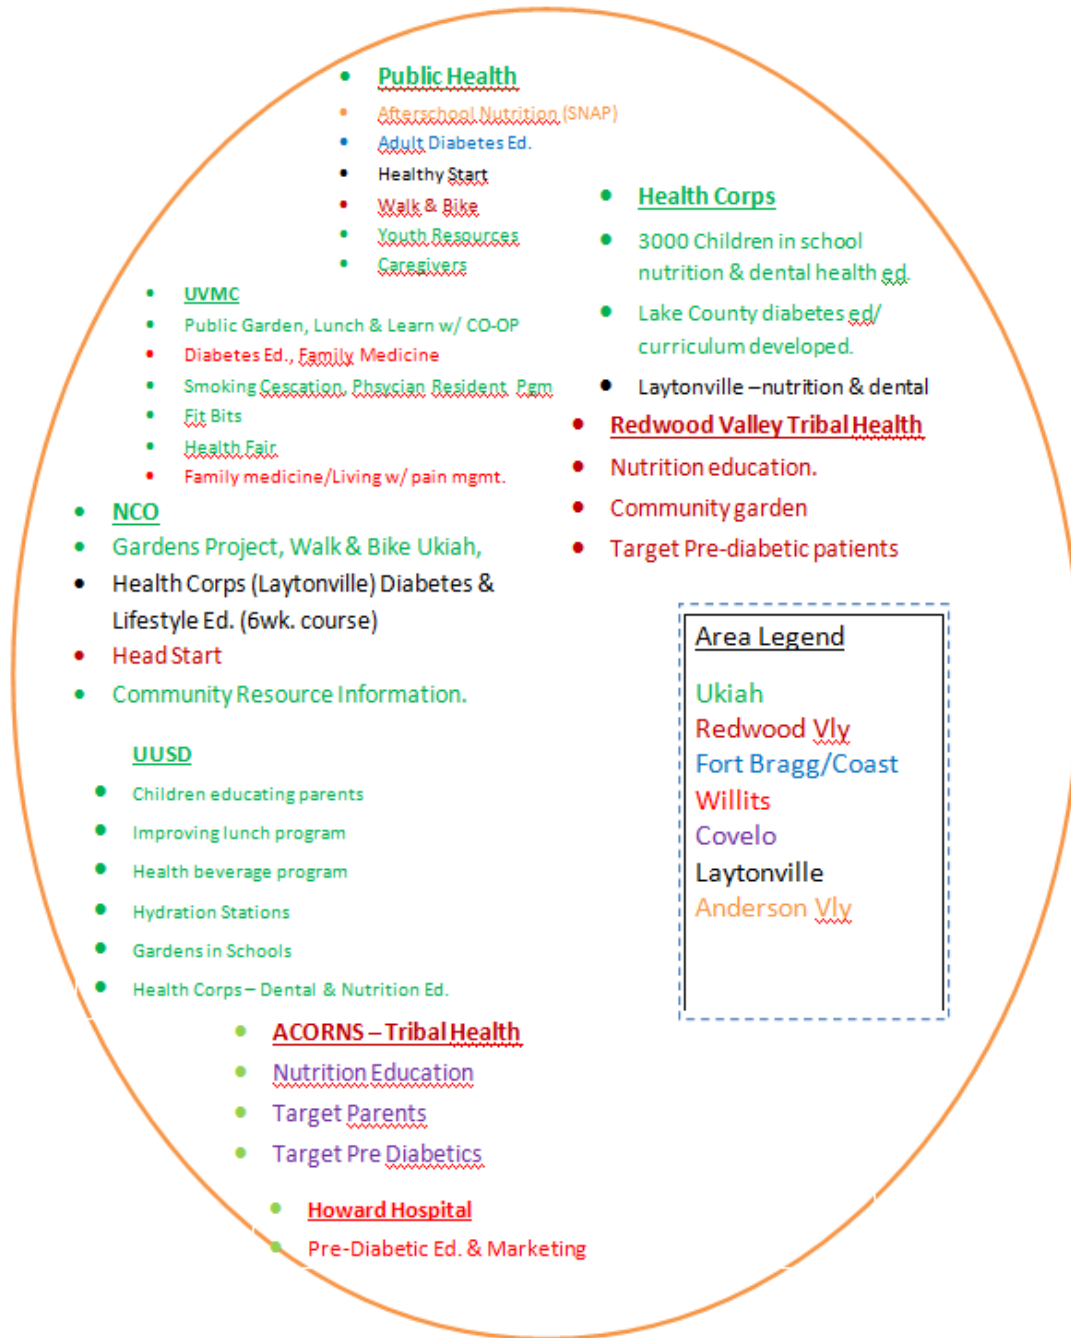 • Public Health
• Afterschool Nutrition (SNAP)
• Adult Diabetes Ed.
• Healthy Start
• Walk & Bike
• Youth Resources
• Caregivers
• Health Corps
• 3000 Children in school
nutrition & dental health ed.
• Lake County diabetes ed/
curriculum developed.
• Laytonville –nutrition & dental
• UVMC
• Public Garden, Lunch & Learn w/ CO-OP
• Diabetes Ed., Family Medicine
• Smoking Cescation, Phsycian Resident Pgm
• Fit Bits
• Health Fair
• Family medicine/Living w/ pain mgmt.
• Redwood Valley Tribal Health
• Nutrition education.
• Community garden
• Target Pre-diabetic patients
• NCO
• Gardens Project, Walk & Bike Ukiah,
• Health Corps (Laytonville) Diabetes &
Lifestyle Ed. (6wk. course)
• Head Start
• Community Resource Information.
Area Legend
Ukiah
Redwood Vly
Fort Bragg/Coast
Willits
Covelo
Laytonville
Anderson Vly
UUSD
• Children educating parents
• Improving lunch program
• Health beverage program
• Hydration Stations
• Gardens in Schools
• Health Corps – Dental & Nutrition Ed.
• ACORNS – Tribal Health
• Nutrition Education
• Target Parents
• Target Pre Diabetics
• Howard Hospital
• Pre-Diabetic Ed. & Marketing